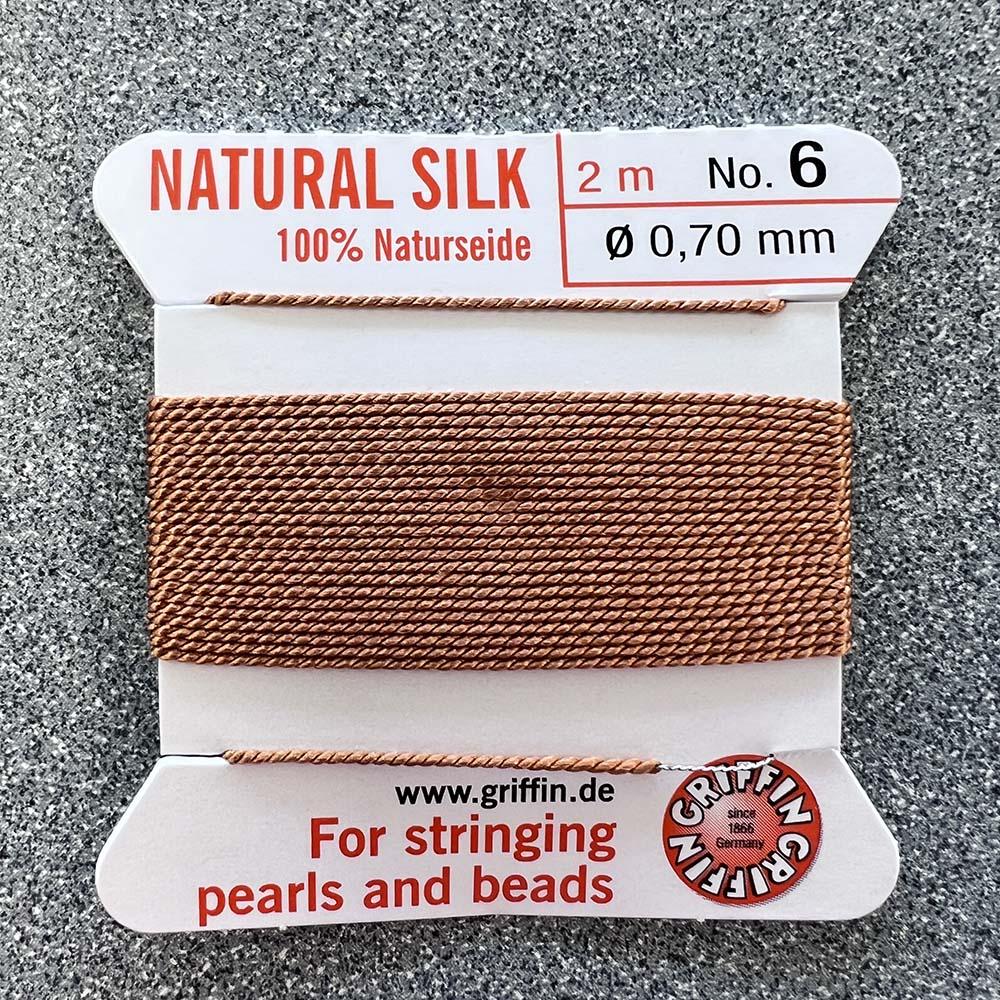 NATURAL SILK
100% Naturseide
2 m No. 6
Ø 0,70 mm
www.griffin.de
For stringing
pearls and beads
GRIFFIN GRIFFIN
since
1866
Germany